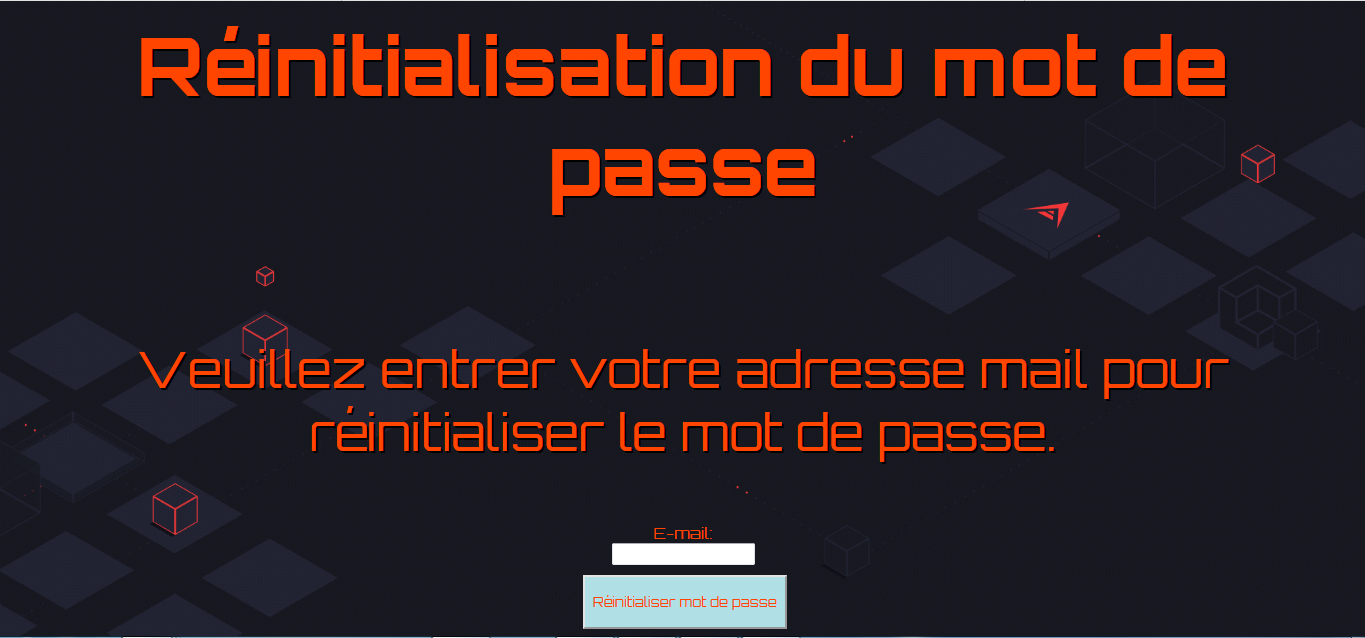 Réinitialisation du mot de
passe
Veuillez entrer votre adresse mail pour
réinitialiser le mot de passe.
E-mail:
Réinitialiser mot de passe